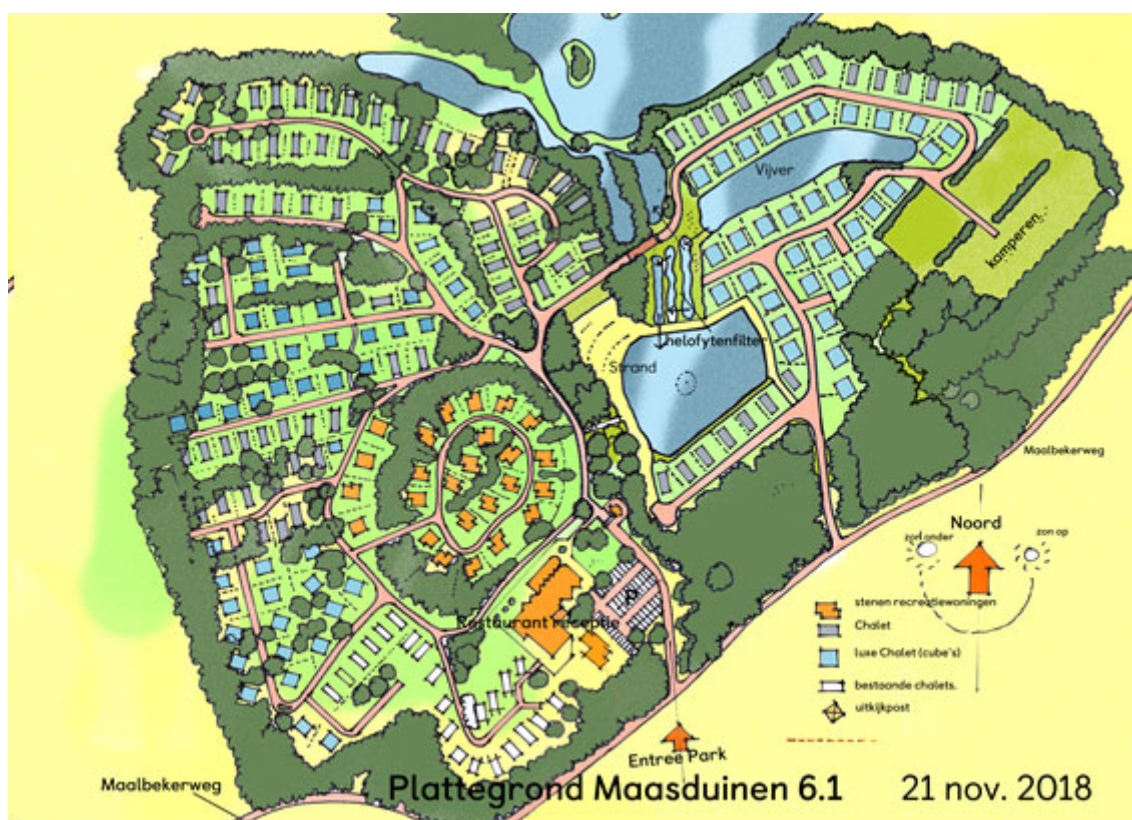 Vijver
kamperen
helofytenfilter
Strand
Maalbekerweg
Noord
zon onder
zon op
stenen recreatiewoningen
Chalet
luxe Chalet (cube's)
bestaande chalets.
uitkijkpost
Restaurant receptie
P
Entree Park
Maalbekerweg
Plattegrond Maasduinen 6.1 21 nov. 2018